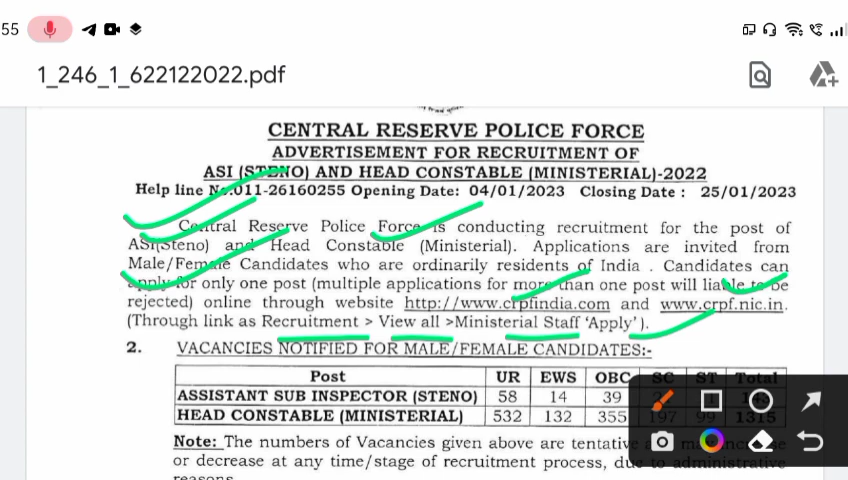 55
1_246_1_622122022.pdf
CENTRAL RESERVE POLICE FORCE
ADVERTISEMENT FOR RECRUITMENT OF
ASI (STENO) AND HEAD CONSTABLE (MINISTERIAL)-2022
Help line No.011-26160255 Opening Date: 04/01/2023 Closing Date : 25/01/2023
Central Reserve Police Force is conducting recruitment for the post of
ASI(Steno) and Head Constable (Ministerial). Applications are invited from
Male/Female Candidates who are ordinarily residents of India . Candidates can
apply for only one post (multiple applications for more than one post will liable to be
rejected) online through website http://www.crpfindia.com and www.crpf.nic.in.
(Through link as Recruitment > View all >Ministerial Staff 'Apply' ).
2. VACANCIES NOTIFIED FOR MALE/FEMALE CANDIDATES:-
Post UR EWS OBC SC ST Total
ASSISTANT SUB INSPECTOR (STENO) 58 14 39
HEAD CONSTABLE (MINISTERIAL) 532 132 355 197 99 1315
Note: The numbers of Vacancies given above are tentative
or decrease at any time/stage of recruitment process, due to administrative
reasons.